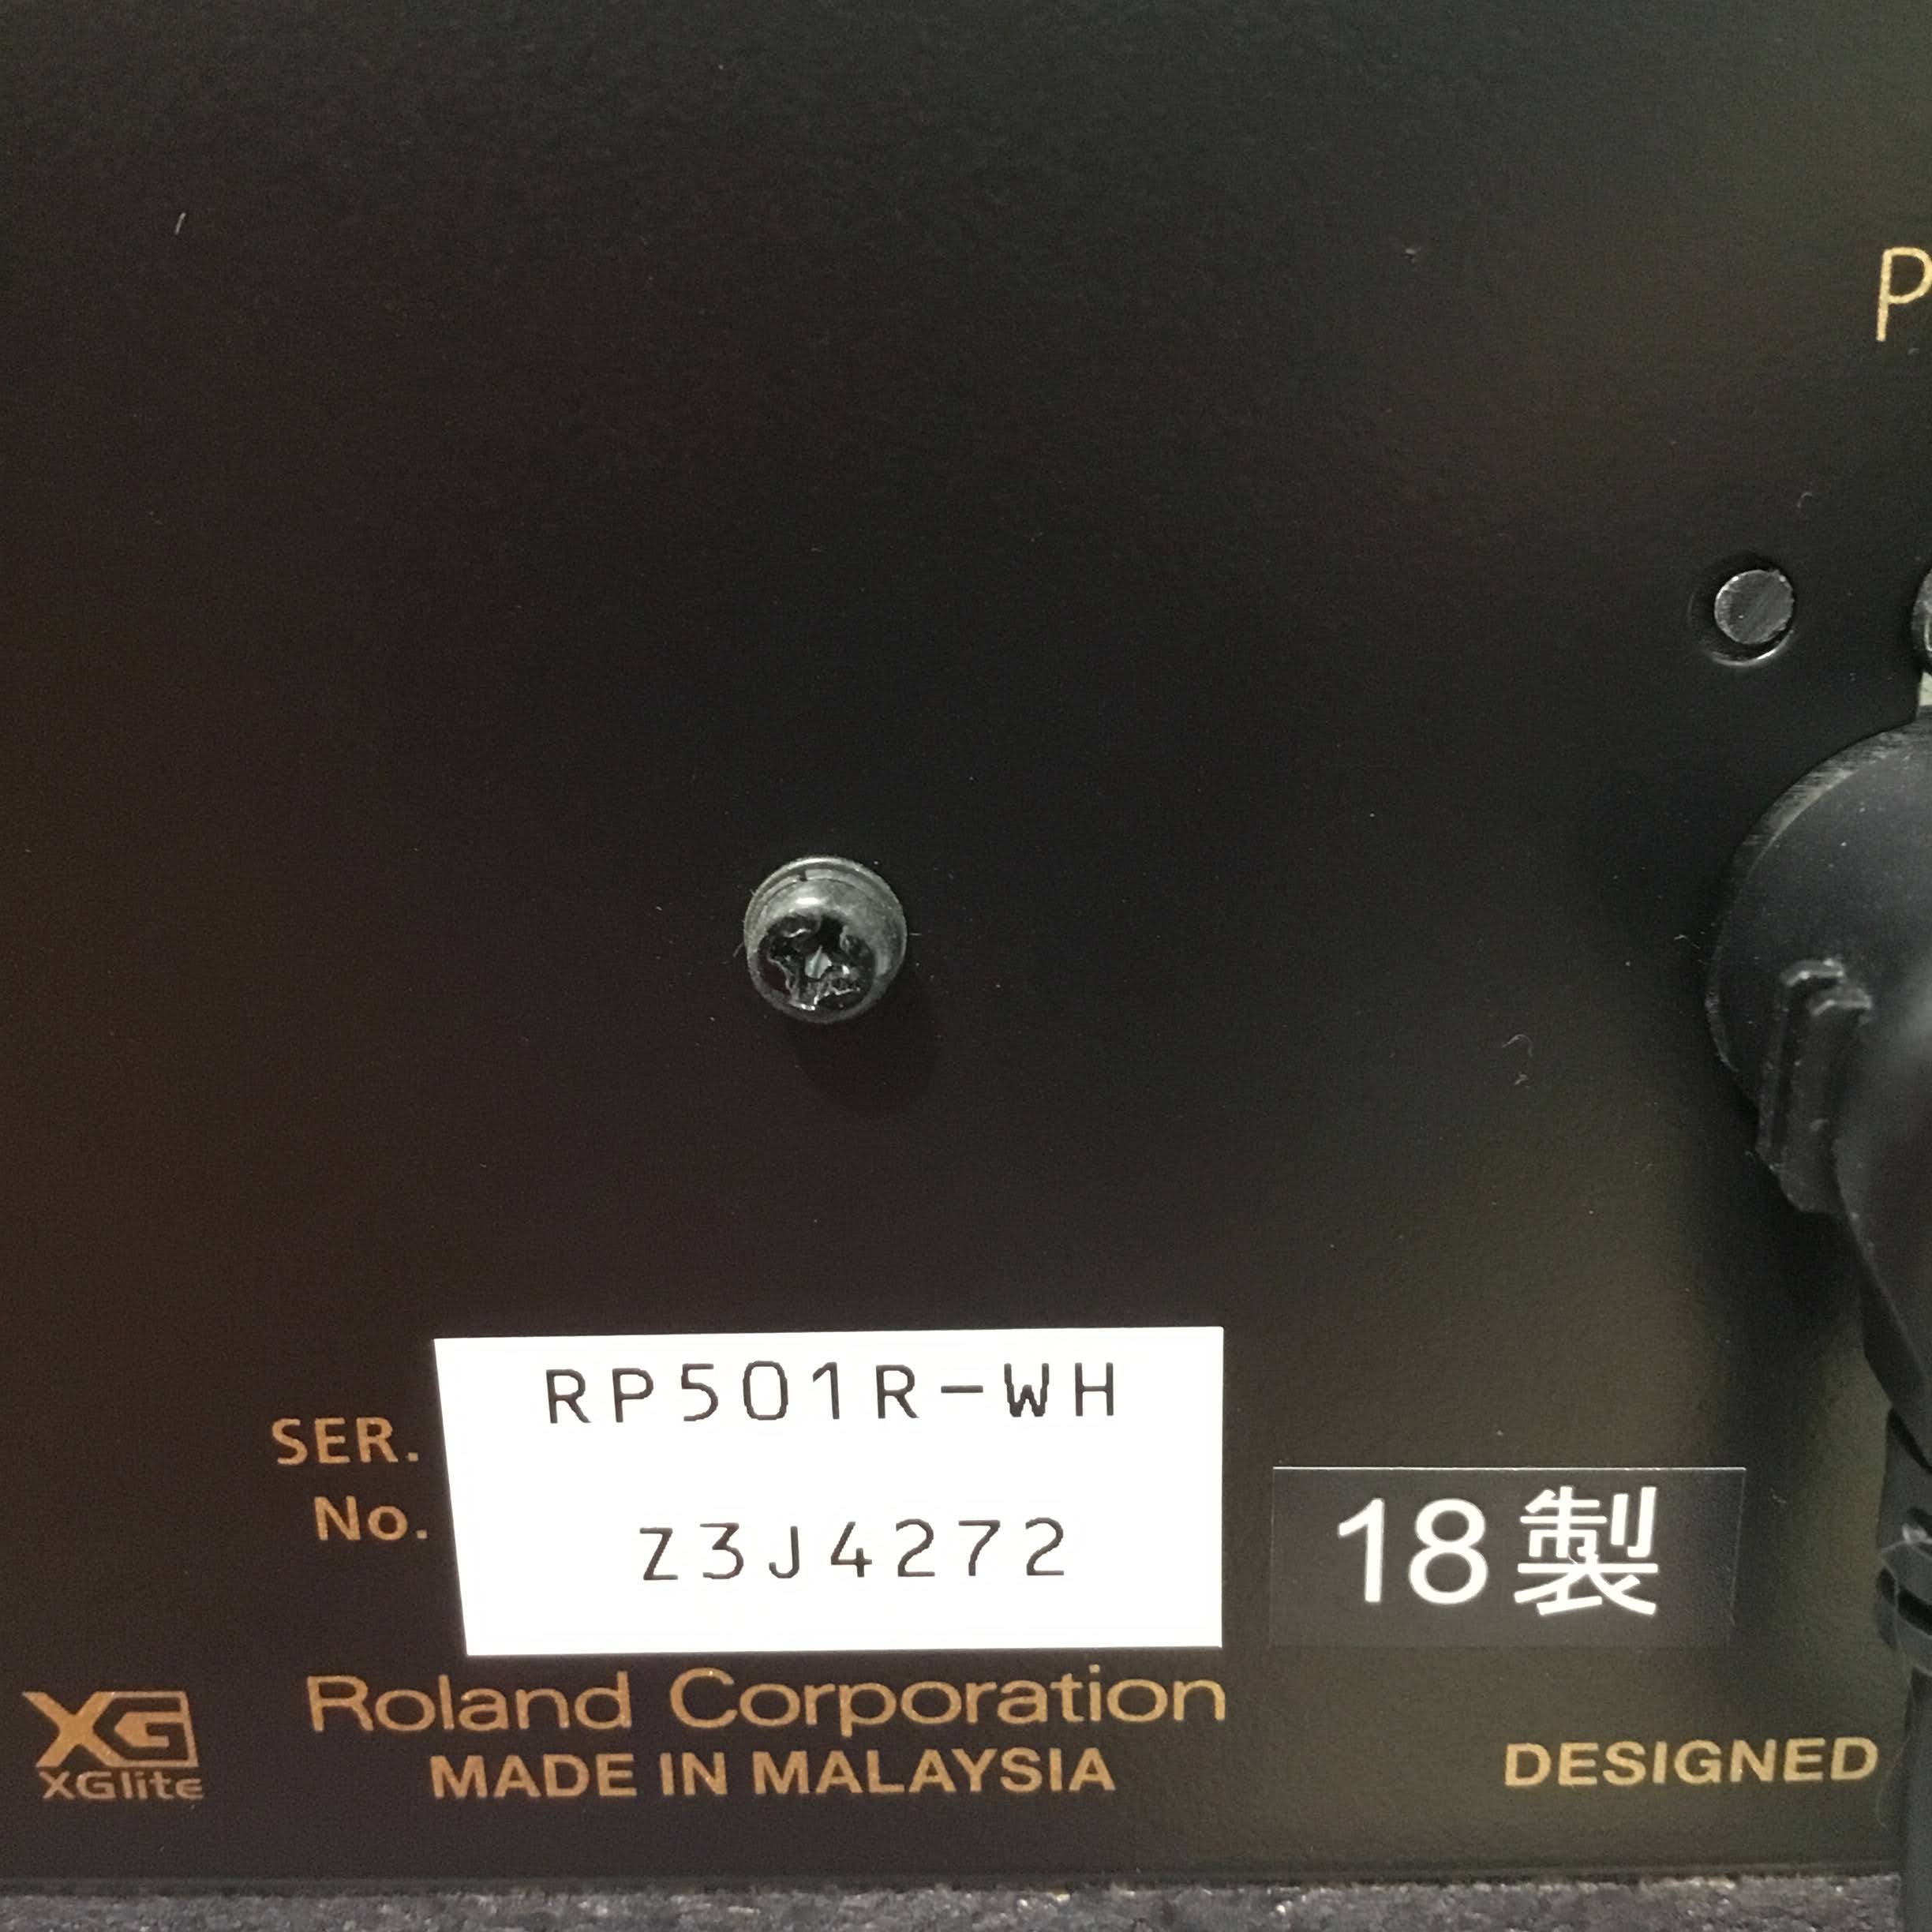 P
RP501R-WH
SER.
No.
Z3J4272
18製
XG
XGlite
Roland Corporation
MADE IN MALAYSIA
DESIGNED